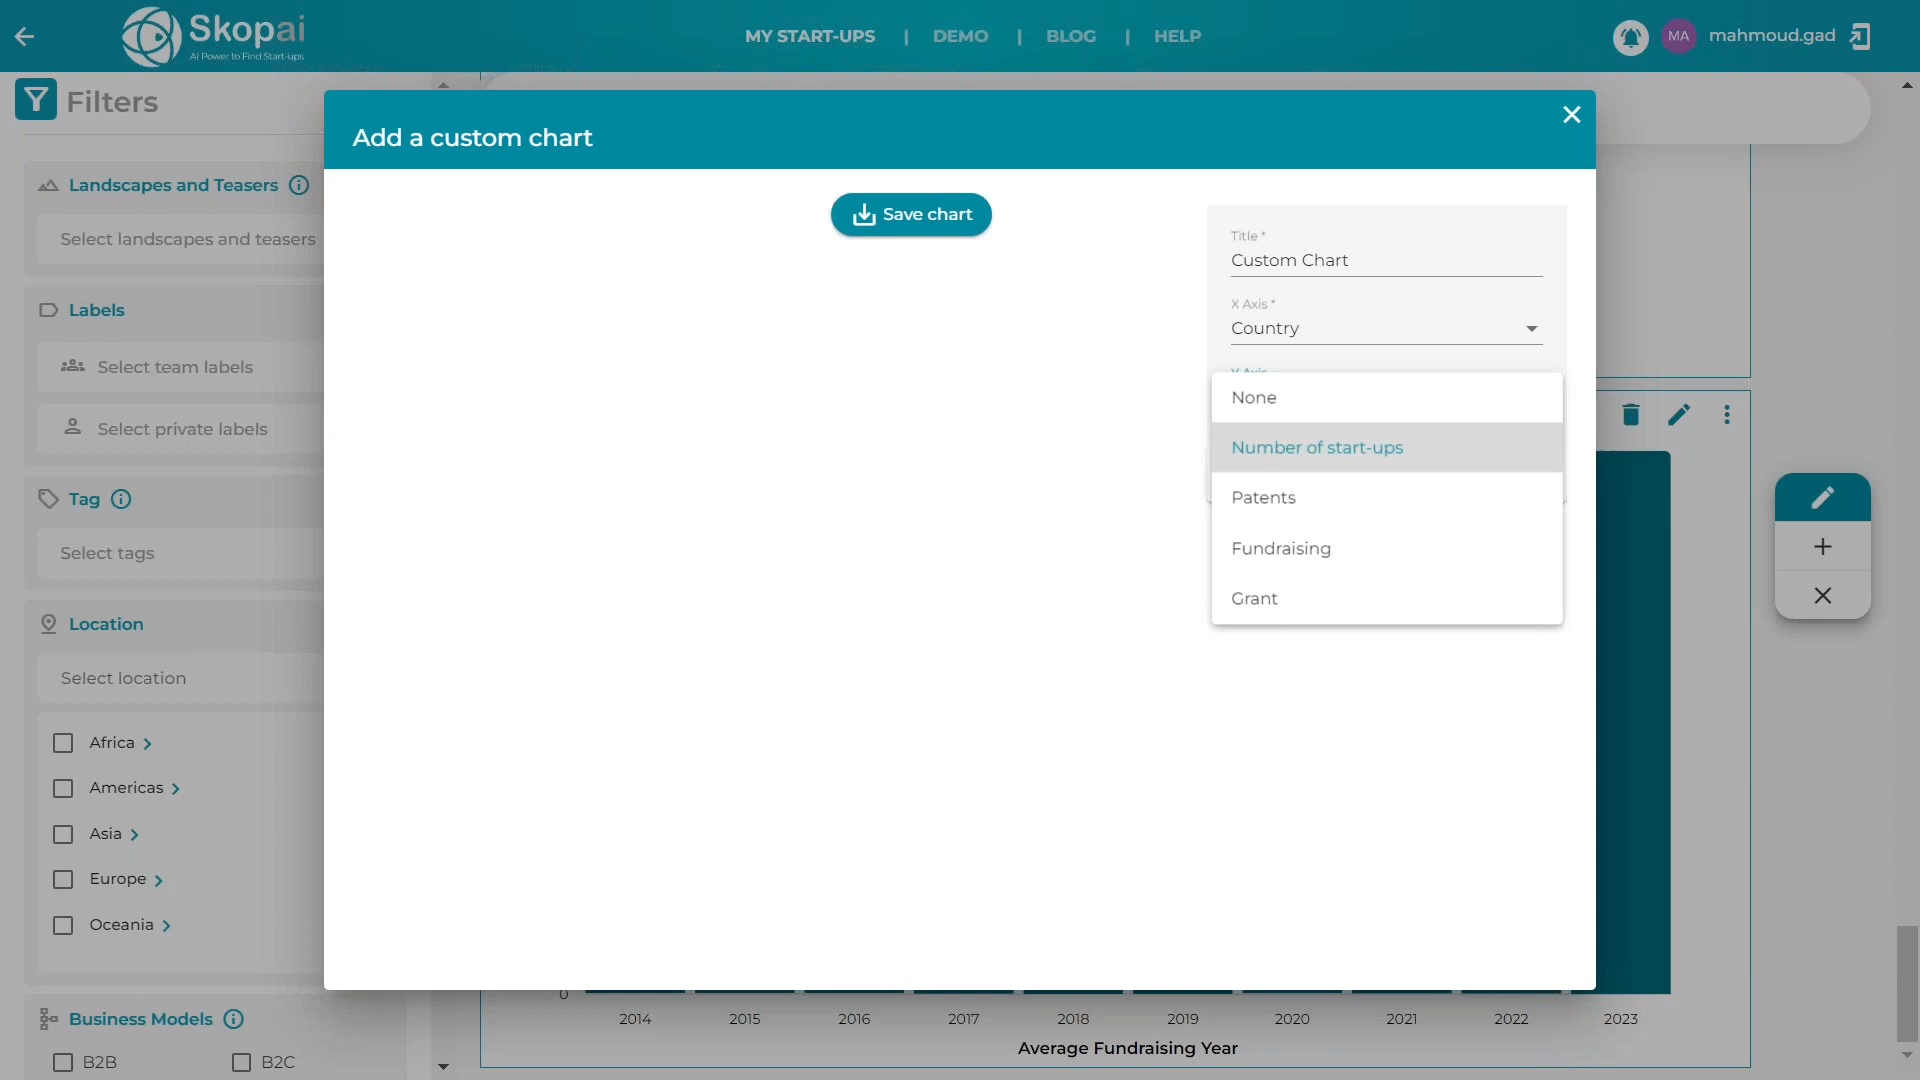 Skopai
AI Power to Find Start-ups
MY START-UPS | DEMO | BLOG | HELP
MA mahmoud.gad
Filters
Landscapes and Teasers
Select landscapes and teasers
Labels
Select team labels
Select private labels
Tag
Select tags
Location
Select location
Africa
Americas
Asia
Europe
Oceania
Business Models
B2B B2C
Add a custom chart
Save chart
Title *
Custom Chart
X Axis *
Country
Y Axis
None
Number of start-ups
Patents
Fundraising
Grant
0
2014 2015 2016 2017 2018 2019 2020 2021 2022 2023
Average Fundraising Year